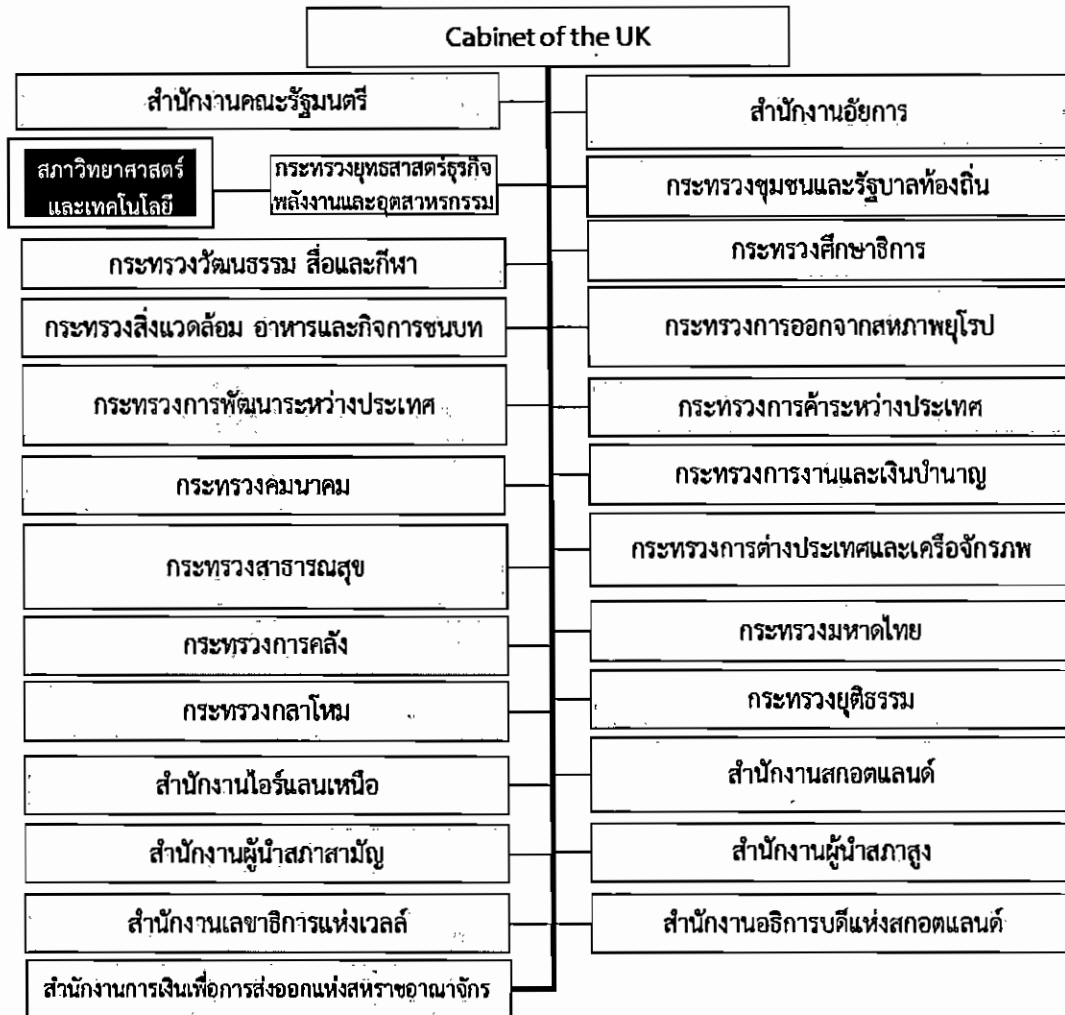 Cabinet of the UK
สำนักงานคณะรัฐมนตรี
สำนักงานอัยการ
สภาวิทยาศาสตร์
และเทคโนโลยี
กระทรวงยุทธสาสตร์ธุรกิจ
พลังงานและอุตสาหรกรรม
กระทรวงชุมชนและรัฐบาลท้องถิ่น
กระทรวงวัฒนธรรม สื่อและกีฬา
กระทรวงศึกษาธิการ
กระทรวงสิ่งแวดล้อม อาหารและกิจการชนบท
กระทรวงการออกจากสหภาพยุโรป
กระทรวงการพัฒนาระหว่างประเทศ
กระทรวงการค้าระหว่างประเทศ
กระทรวงคมนาคม
กระทรวงการงานและเงินบำนาญ
กระทรวงสาธารณสุข
กระทรวงการต่างประเทศและเครือจักรภพ
กระทรวงการคลัง
กระทรวงมหาดไทย
กระทรวงกลาโหม
กระทรวงยุติธรรม
สำนักงานไอร์แลนเหนือ
สำนักงานสกอตแลนด์
สำนักงานผู้นำสภาสามัญ
สำนักงานผู้นำสภาสูง
สำนักงานเลขาธิการแห่งเวลล์
สำนักงานอธิการบดีแห่งสกอตแลนด์
สำนักงานการเงินเพื่อการส่งออกแห่งสหราชอาณาจักร